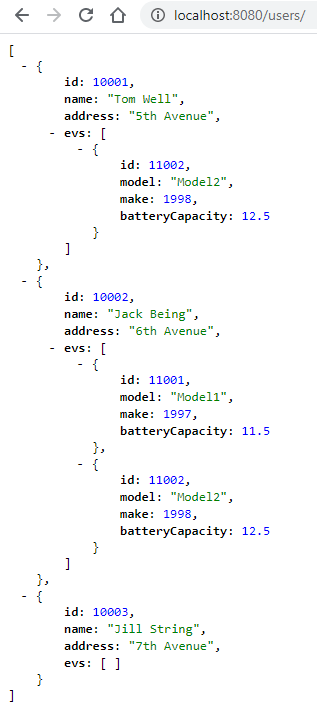 localhost:8080/users/
[
- {
id: 10001,
name: "Tom Well",
address: "5th Avenue",
- evs: [
- {
id: 11002,
model: "Model2",
make: 1998,
batteryCapacity: 12.5
}
]
},
- {
id: 10002,
name: "Jack Being",
address: "6th Avenue",
- evs: [
- {
id: 11001,
model: "Model1",
make: 1997,
batteryCapacity: 11.5
},
- {
id: 11002,
model: "Model2",
make: 1998,
batteryCapacity: 12.5
}
]
},
- {
id: 10003,
name: "Jill String",
address: "7th Avenue",
evs: [ ]
}
]